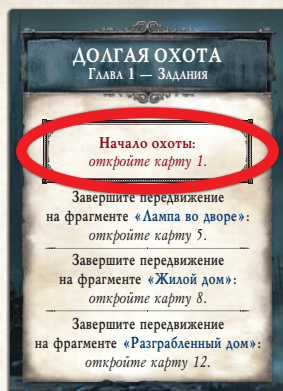 ДОЛГАЯ ОХОТА
ГЛАВА 1 — ЗАДАНИЯ
Начало охоты:
откройте карту 1.
Завершите передвижение
на фрагменте «Лампа во дворе»:
откройте карту 5.
Завершите передвижение
на фрагменте «Жилой дом»:
откройте карту 8.
Завершите передвижение
на фрагменте «Разграбленный дом»:
откройте карту 12.